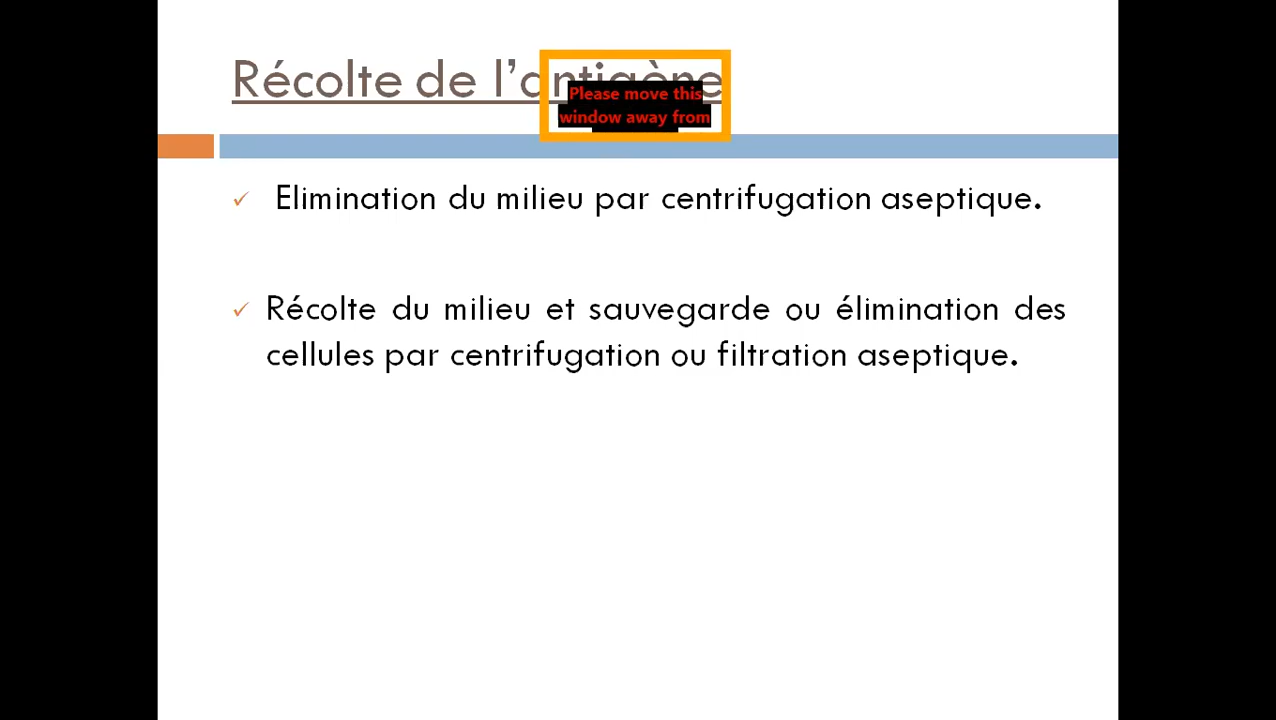 Récolte de l’antigène
Please move this
window away from
✓ Elimination du milieu par centrifugation aseptique.
✓ Récolte du milieu et sauvegarde ou élimination des
cellules par centrifugation ou filtration aseptique.